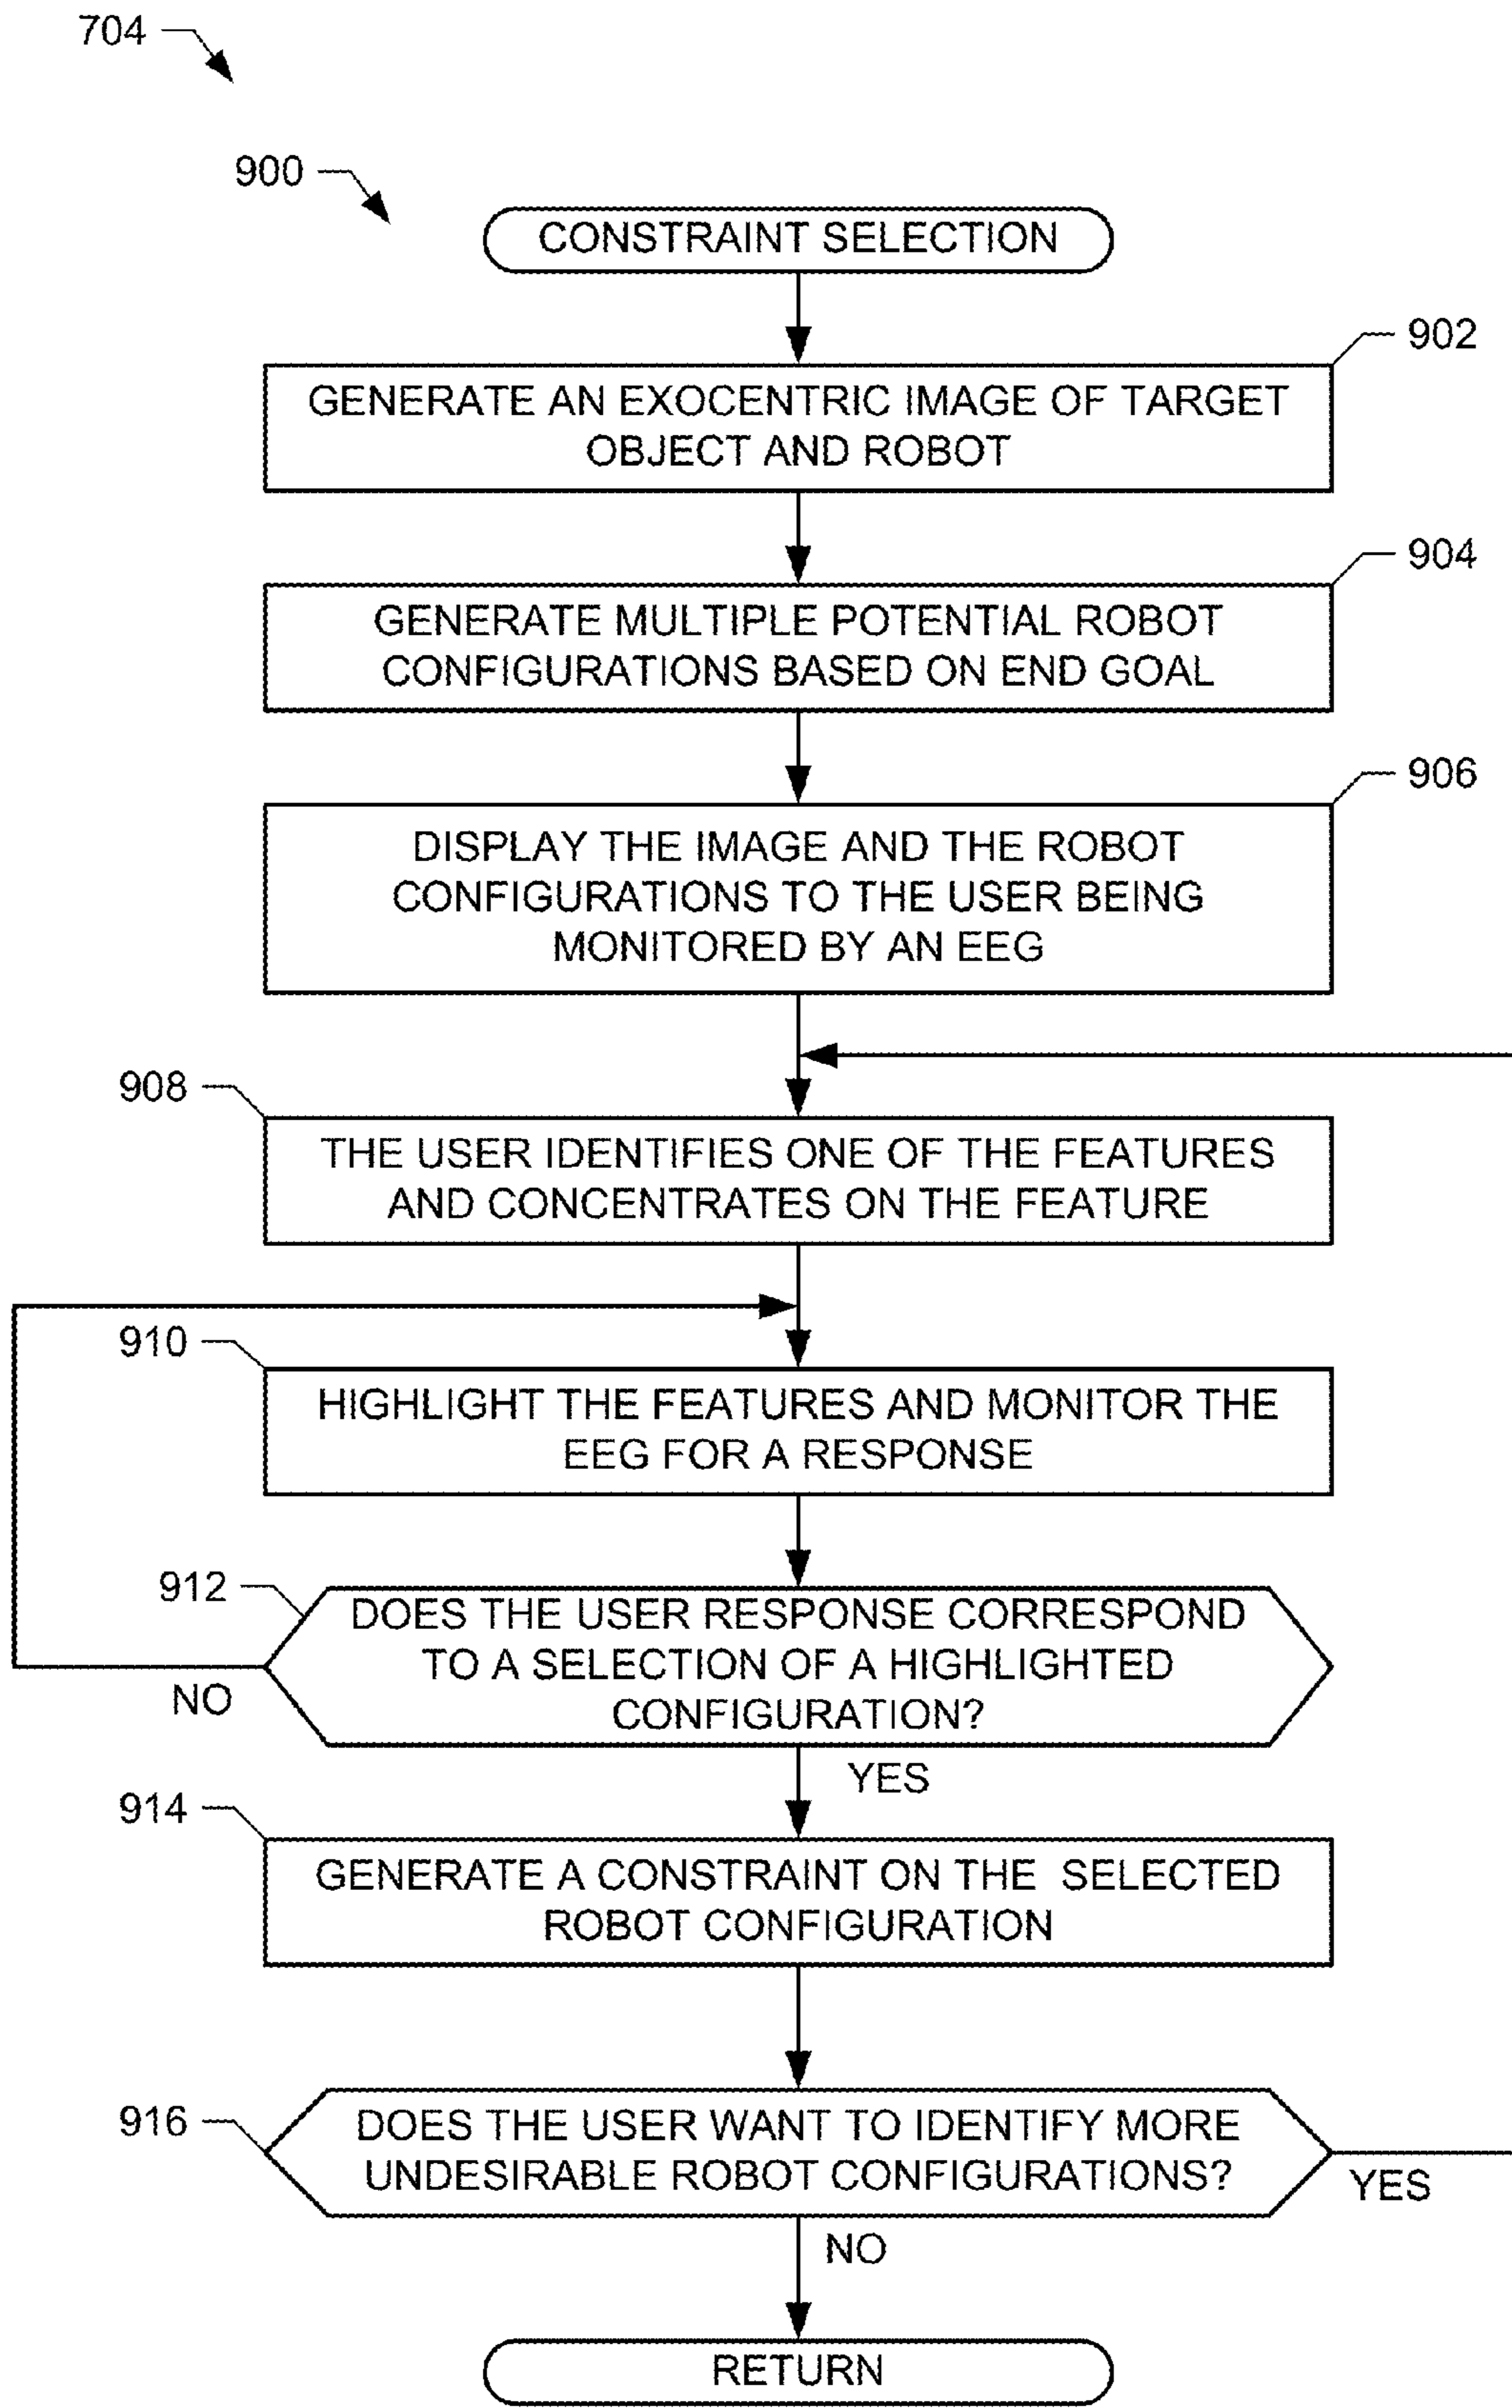 704
900
CONSTRAINT SELECTION
902
GENERATE AN EXOCENTRIC IMAGE OF TARGET
OBJECT AND ROBOT
904
GENERATE MULTIPLE POTENTIAL ROBOT
CONFIGURATIONS BASED ON END GOAL
906
DISPLAY THE IMAGE AND THE ROBOT
CONFIGURATIONS TO THE USER BEING
MONITORED BY AN EEG
908
THE USER IDENTIFIES ONE OF THE FEATURES
AND CONCENTRATES ON THE FEATURE
910
HIGHLIGHT THE FEATURES AND MONITOR THE
EEG FOR A RESPONSE
912
DOES THE USER RESPONSE CORRESPOND
TO A SELECTION OF A HIGHLIGHTED
CONFIGURATION?
NO
YES
914
GENERATE A CONSTRAINT ON THE SELECTED
ROBOT CONFIGURATION
916
DOES THE USER WANT TO IDENTIFY MORE
UNDESIRABLE ROBOT CONFIGURATIONS?
YES
NO
RETURN